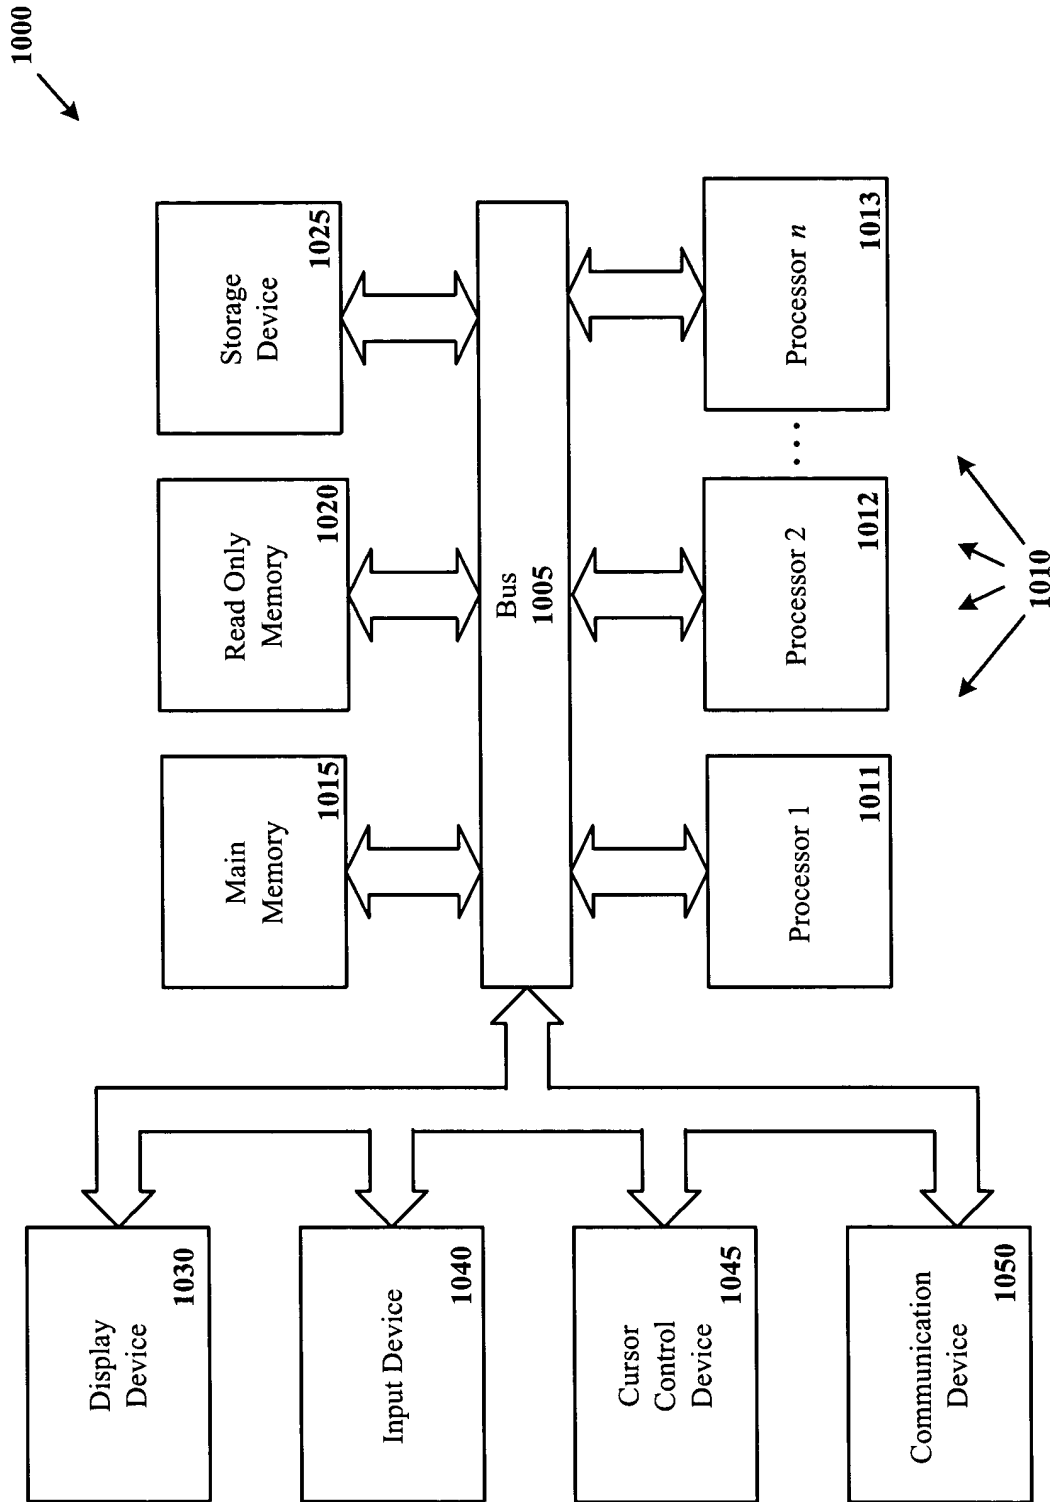 1000
Main
Memory
1015
Read Only
Memory
1020
Storage
Device
1025
Bus
1005
Processor 1
1011
Processor 2
1012
. . .
Processor n
1013
1010
Display
Device
1030
Input Device
1040
Cursor
Control
Device
1045
Communication
Device
1050